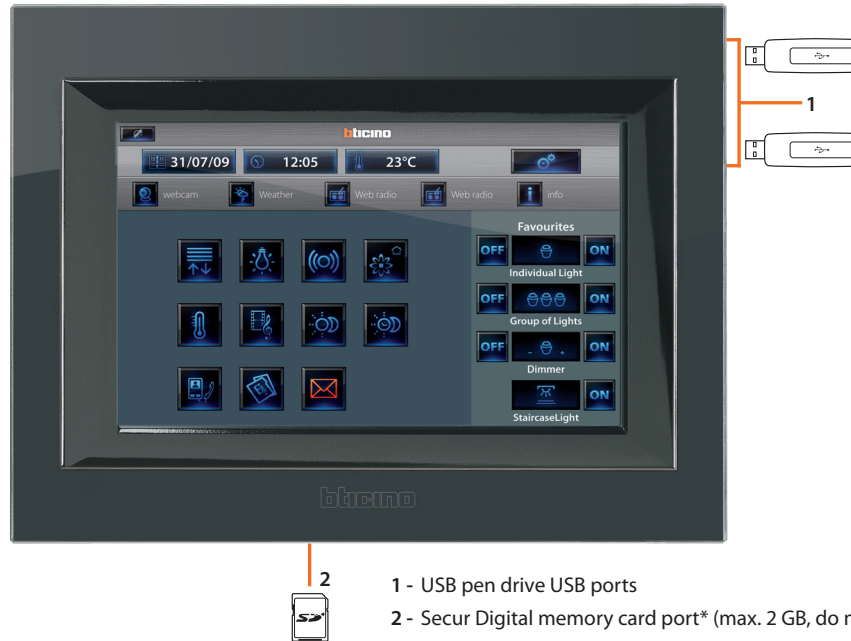 bticino
31/07/09 12:05 23°C
webcam Weather Web radio Web radio info
Favourites
OFF ON
Individual Light
OFF ON
Group of Lights
OFF - + ON
Dimmer
ON
StaircaseLight
bticino
1
2
SD
1 - USB pen drive USB ports
2 - Secur Digital memory card port* (max. 2 GB, do